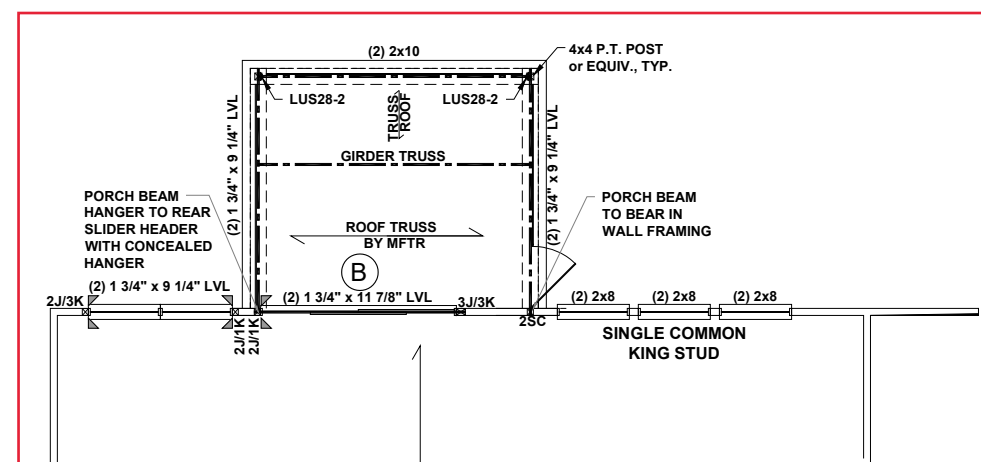 (2) 2x10
4x4 P.T. POST
or EQUIV., TYP.
LUS28-2
LUS28-2
TRUSS
ROOF
(2) 1 3/4" x 9 1/4" LVL
(2) 1 3/4" x 9 1/4" LVL
GIRDER TRUSS
PORCH BEAM
HANGER TO REAR
SLIDER HEADER
WITH CONCEALED
HANGER
PORCH BEAM
TO BEAR IN
WALL FRAMING
ROOF TRUSS
BY MFTR
B
(2) 1 3/4" x 9 1/4" LVL
(2) 1 3/4" x 11 7/8" LVL
2J/3K
3J/3K
(2) 2x8
(2) 2x8
(2) 2x8
2J/1K
2J/1K
2SC
SINGLE COMMON
KING STUD